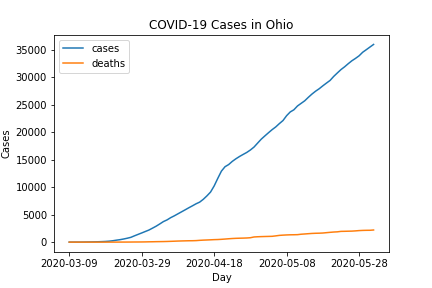 COVID-19 Cases in Ohio
cases
deaths
35000
30000
25000
20000
15000
10000
5000
0
Cases
2020-03-09 2020-03-29 2020-04-18 2020-05-08 2020-05-28
Day